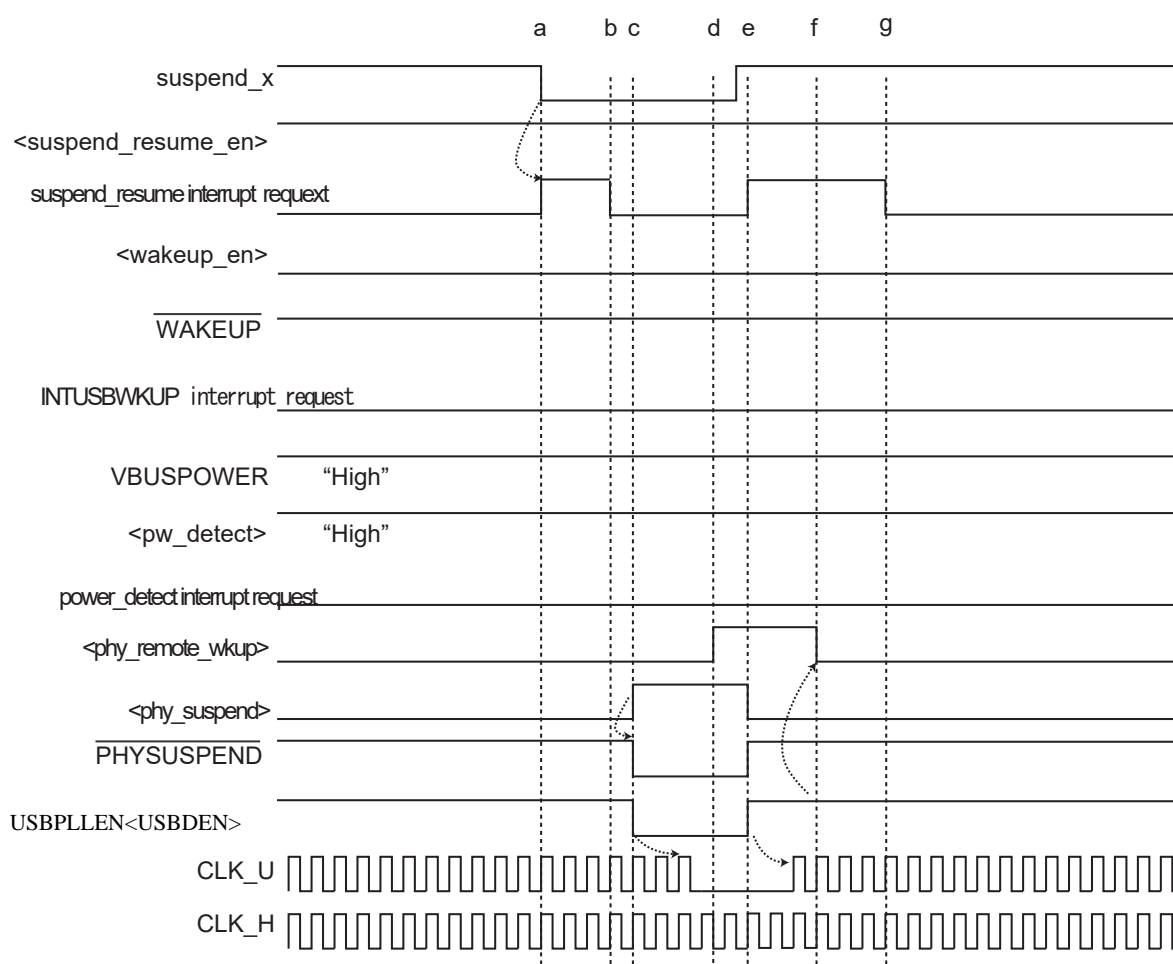 a b c d e f g
suspend_x
<suspend_resume_en>
suspend_resume interrupt requext
<wakeup_en>
WAKEUP
INTUSBWKUP interrupt request
VBUSPOWER “High”
<pw_detect> “High”
power_detect interrupt request
<phy_remote_wkup>
<phy_suspend>
PHYSUSPEND
USBPLLEN<USBDEN>
CLK_U
CLK_H